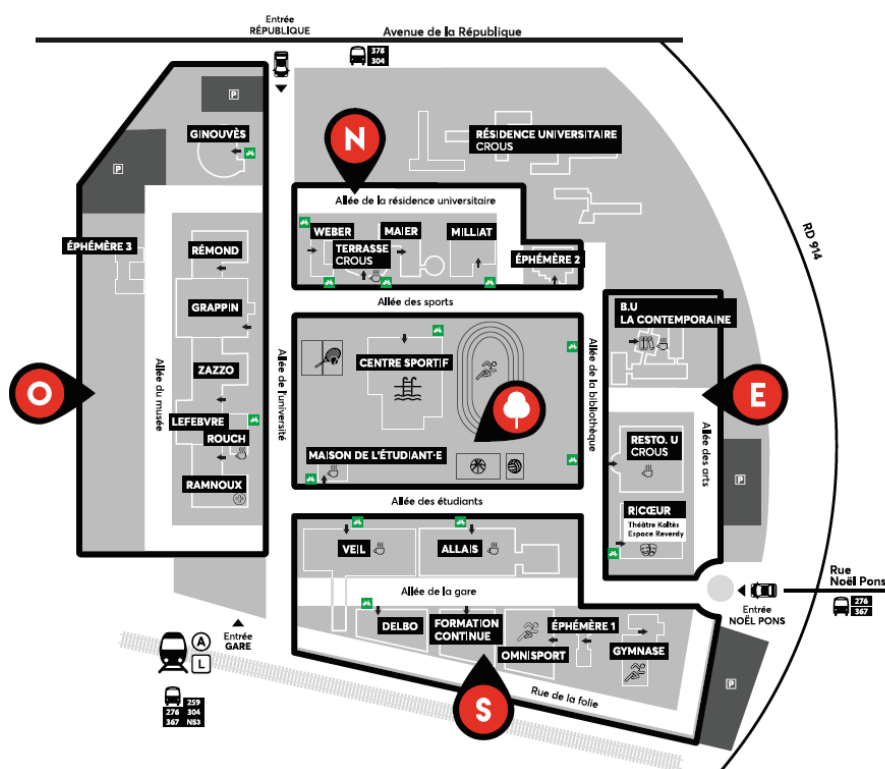 Entrée
RÉPUBLIQUE
Avenue de la République
378
304
P
GINOUVÈS
P
N
RÉSIDENCE UNIVERSITAIRE
CROUS
Allée de la résidence universitaire
RD 914
WEBER
MAIER
MILLIAT
TERRASSE
CROUS
ÉPHÉMÈRE 3
RÉMOND
ÉPHÉMÈRE 2
Allée des sports
GRAPPIN
B.U
LA CONTEMPORAINE
CENTRE SPORTIF
ZAZZO
O
Allée du musée
Allée de l'université
Allée de la bibliothèque
E
LEFEBVRE
ROUCH
Allée des arts
RESTO. U
CROUS
MAISON DE L'ÉTUDIANT·E
RAMNOUX
P
Allée des étudiants
RICŒUR
Théâtre Koltès
Espace Reverdy
VEIL
ALLAIS
Allée de la gare
Rue
Noël Pons
276
367
Entrée
NOËL PONS
DELBO
FORMATION
CONTINUE
ÉPHÉMÈRE 1
OMNISPORT
GYMNASE
Entrée
GARE
A
L
259
276 304
367 NS3
S
Rue de la folie
P